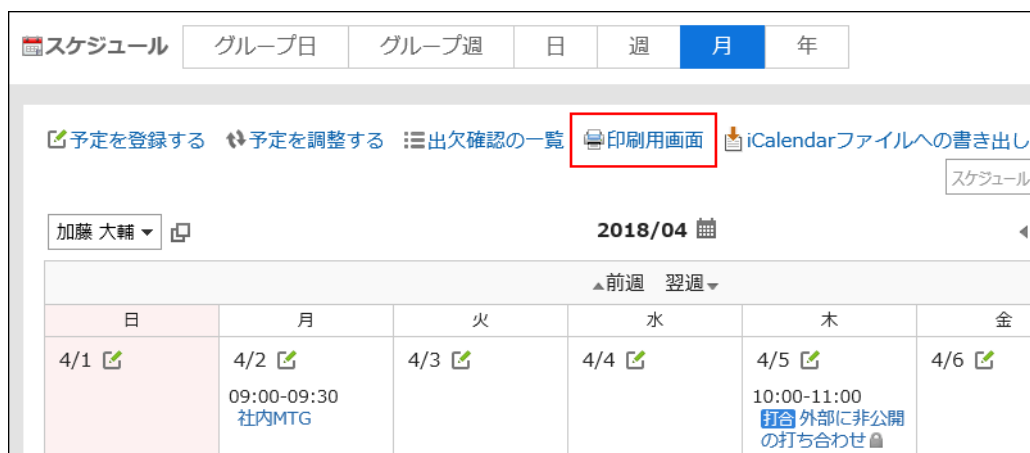 スケジュール グループ日 グループ週 日 週 月 年
予定を登録する 予定を調整する 出欠確認の一覧 印刷用画面 iCalendarファイルへの書き出し
スケジュール
加藤 大輔 2018/04
前週 翌週
日 月 火 水 木 金
4/1 4/2 4/3 4/4 4/5 4/6
09:00-09:30 10:00-11:00
社内MTG 打合 外部に非公開
の打ち合わせ